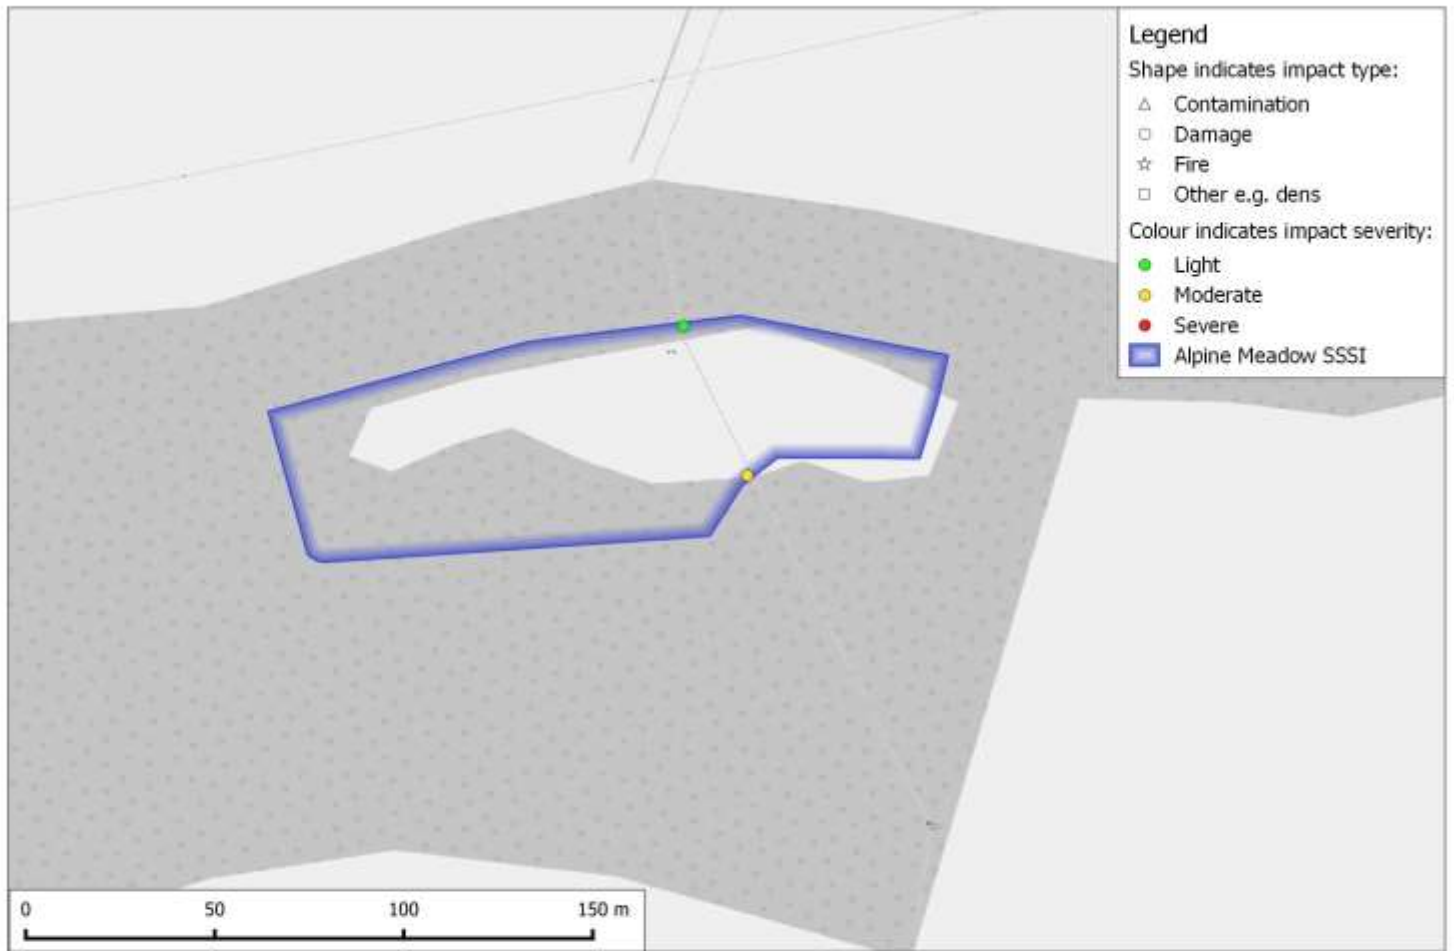 Legend
Shape indicates impact type:
Contamination
Damage
Fire
Other e.g. dens
Colour indicates impact severity:
Light
Moderate
Severe
Alpine Meadow SSSI
0 50 100 150 m